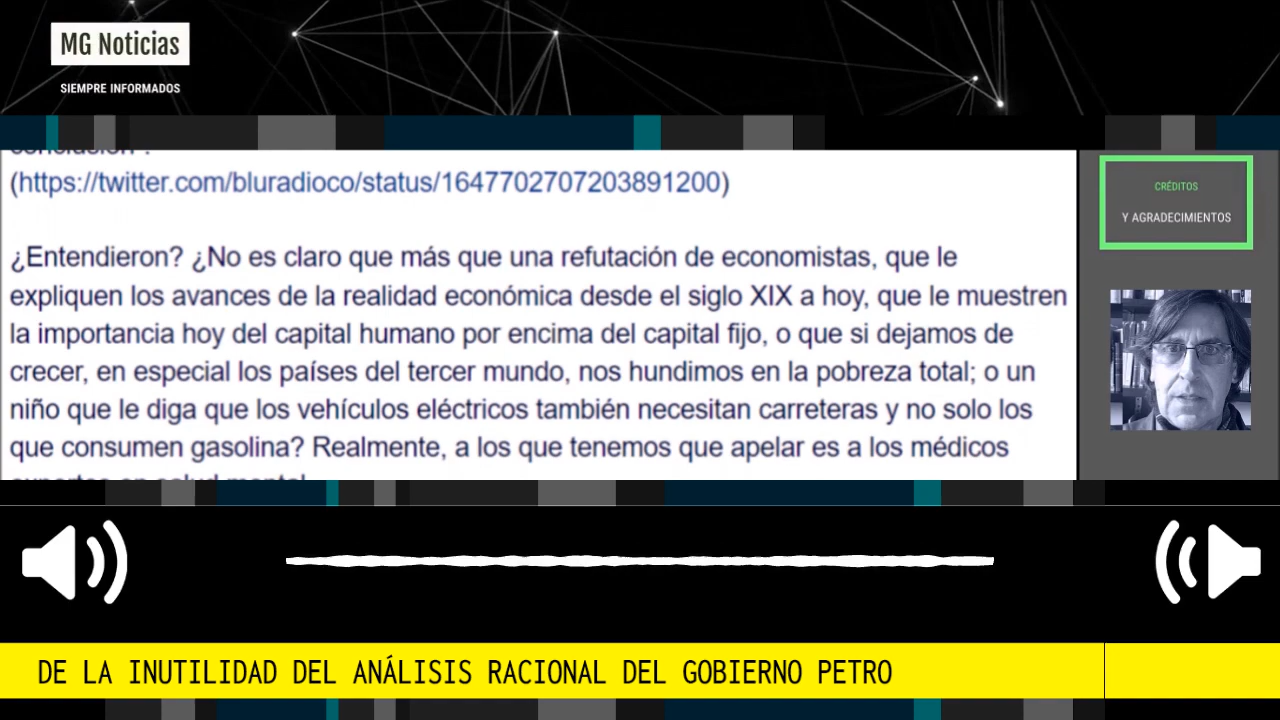 MG Noticias
SIEMPRE INFORMADOS
conclusión".
(https://twitter.com/bluradioco/status/1647702707203891200)
¿Entendieron? ¿No es claro que más que una refutación de economistas, que le
expliquen los avances de la realidad económica desde el siglo XIX a hoy, que le muestren
la importancia hoy del capital humano por encima del capital fijo, o que si dejamos de
crecer, en especial los países del tercer mundo, nos hundimos en la pobreza total; o un
niño que le diga que los vehículos eléctricos también necesitan carreteras y no solo los
que consumen gasolina? Realmente, a los que tenemos que apelar es a los médicos
expertos en salud mental
CRÉDITOS
Y AGRADECIMIENTOS
DE LA INUTILIDAD DEL ANÁLISIS RACIONAL DEL GOBIERNO PETRO